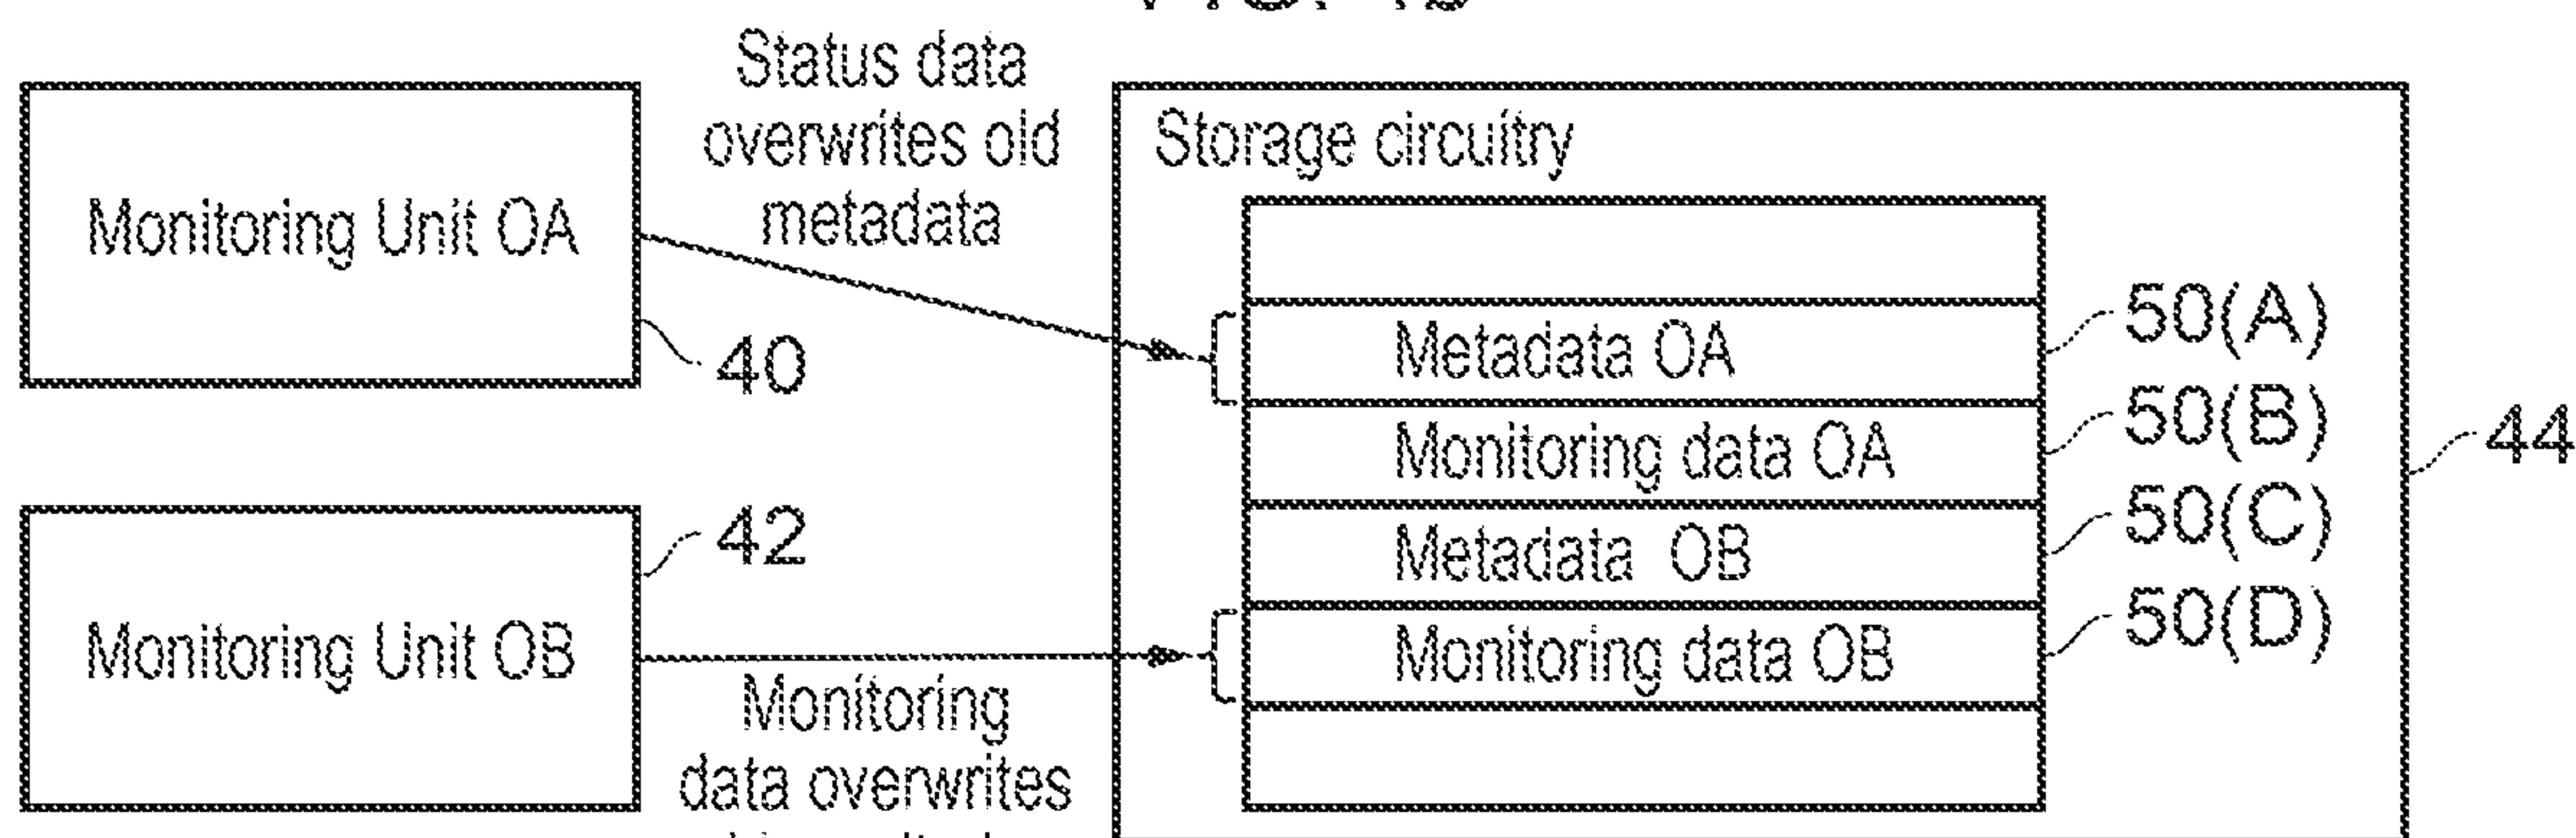 Status data
overwrites old
metadata
Storage circuitry
Monitoring Unit OA
40
Metadata OA
50(A)
Monitoring data OA
50(B)
44
Metadata OB
50(C)
42
Monitoring data OB
50(D)
Monitoring Unit OB
Monitoring
data overwrites